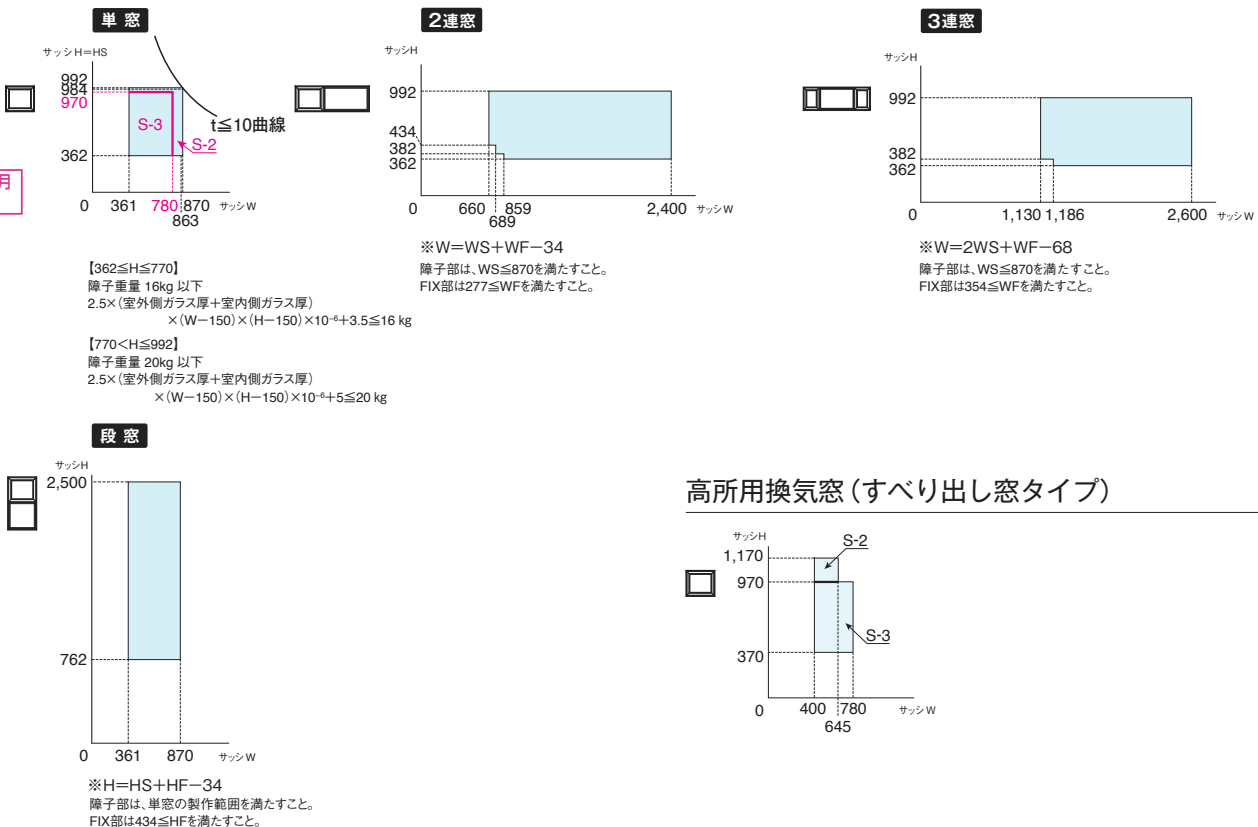 単 窓
サッシH=HS
992
984
970
362
0
361
780
870
863
サッシW
S-3
S-2
t≦10曲線
月
【362≦H≦770】
障子重量 16kg 以下
2.5×(室外側ガラス厚+室内側ガラス厚)
×(W−150)×(H−150)×10⁻⁶+3.5≦16 kg
【770<H≦992】
障子重量 20kg 以下
2.5×(室外側ガラス厚+室内側ガラス厚)
×(W−150)×(H−150)×10⁻⁶+5≦20 kg
2連窓
サッシH
992
434
382
362
0
660
859
689
2,400
サッシW
※W=WS+WF−34
障子部は、WS≦870を満たすこと。
FIX部は277≦WFを満たすこと。
3連窓
サッシH
992
382
362
0
1,130
1,186
2,600
サッシW
※W=2WS+WF−68
障子部は、WS≦870を満たすこと。
FIX部は354≦WFを満たすこと。
段 窓
サッシH
2,500
762
0
361
870
サッシW
※H=HS+HF−34
障子部は、単窓の製作範囲を満たすこと。
FIX部は434≦HFを満たすこと。
高所用換気窓(すべり出し窓タイプ)
サッシH
1,170
970
370
0
400
780
645
サッシW
S-2
S-3